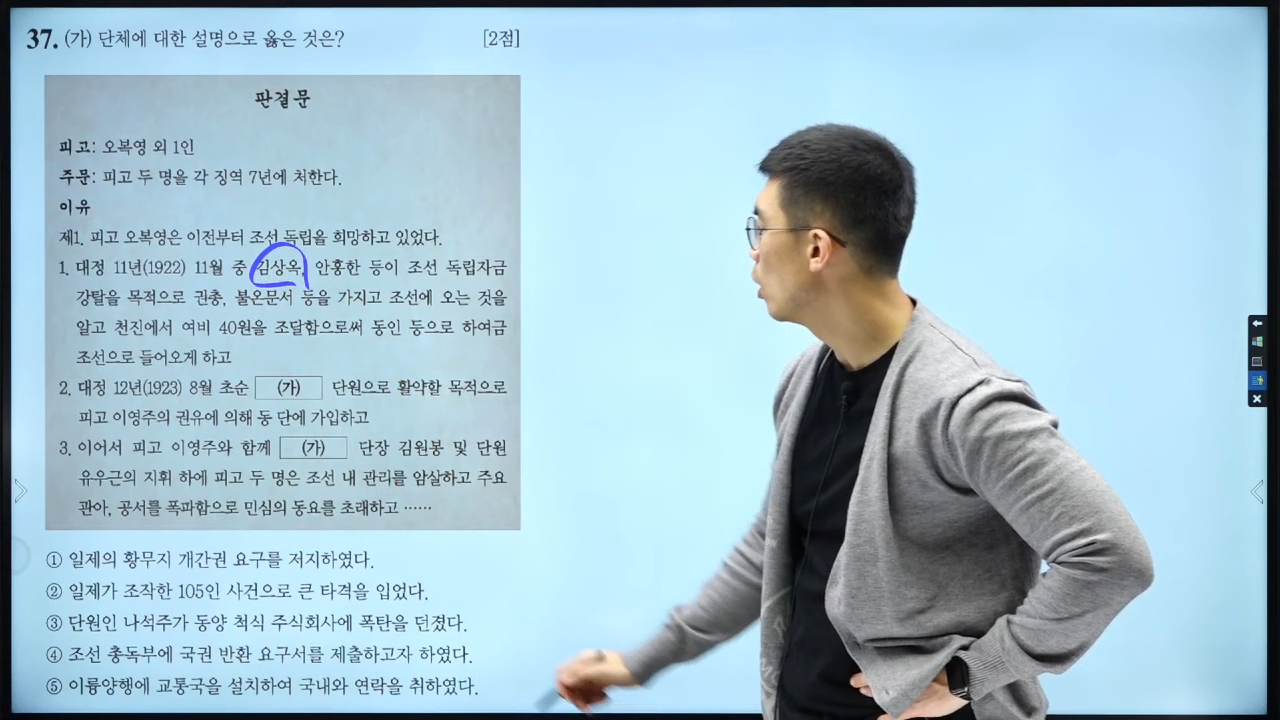 37. (가) 단체에 대한 설명으로 옳은 것은? [2점]
판결문
피고: 오복영 외 1인
주문: 피고 두 명을 각 징역 7년에 처한다.
이유
제1. 피고 오복영은 이전부터 조선 독립을 희망하고 있었다.
1. 대정 11년(1922) 11월 중 김상옥, 안홍한 등이 조선 독립자금
강탈을 목적으로 권총, 불온문서 등을 가지고 조선에 오는 것을
알고 천진에서 여비 40원을 조달함으로써 동인 등으로 하여금
조선으로 들어오게 하고
2. 대정 12년(1923) 8월 초순 (가) 단원으로 활약할 목적으로
피고 이영주의 권유에 의해 동 단에 가입하고
3. 이어서 피고 이영주와 함께 (가) 단장 김원봉 및 단원
유우근의 지휘 하에 피고 두 명은 조선 내 관리를 암살하고 주요
관아, 공서를 폭파함으로 민심의 동요를 초래하고 ……
① 일제의 황무지 개간권 요구를 저지하였다.
② 일제가 조작한 105인 사건으로 큰 타격을 입었다.
③ 단원인 나석주가 동양 척식 주식회사에 폭탄을 던졌다.
④ 조선 총독부에 국권 반환 요구서를 제출하고자 하였다.
⑤ 이륭양행에 교통국을 설치하여 국내와 연락을 취하였다.